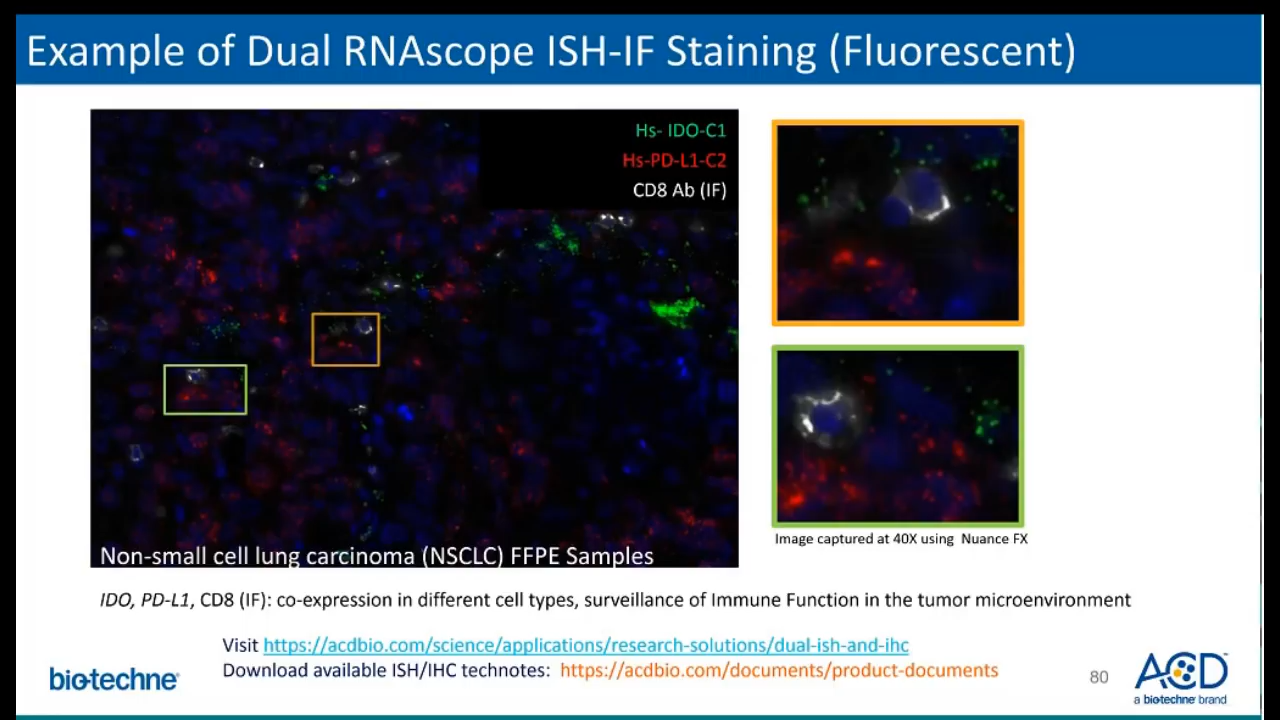 Example of Dual RNAscope ISH-IF Staining (Fluorescent)
Hs- IDO-C1
Hs-PD-L1-C2
CD8 Ab (IF)
Non-small cell lung carcinoma (NSCLC) FFPE Samples
Image captured at 40X using Nuance FX
IDO, PD-L1, CD8 (IF): co-expression in different cell types, surveillance of Immune Function in the tumor microenvironment
Visit https://acdbio.com/science/applications/research-solutions/dual-ish-and-ihc
Download available ISH/IHC technotes: https://acdbio.com/documents/product-documents
bio-techne®
80
ACD™
a biotechne brand